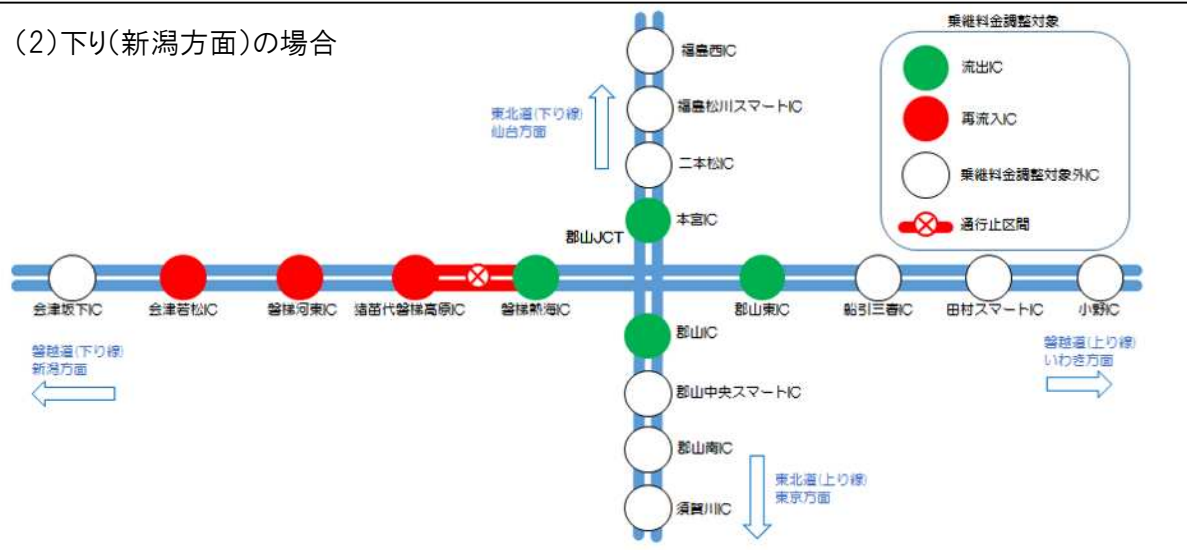 (2)下り(新潟方面)の場合
乗継料金調整対象
流出IC
再流入IC
乗継料金調整対象外IC
通行止区間
福島西IC
福島松川スマートIC
東北道(下り線)
仙台方面
二本松IC
本宮IC
郡山JCT
会津坂下IC
会津若松IC
磐梯河東IC
猪苗代磐梯高原IC
磐梯熱海IC
郡山東IC
船引三春IC
田村スマートIC
小野IC
磐越道(下り線)
新潟方面
郡山IC
磐越道(上り線)
いわき方面
郡山中央スマートIC
郡山南IC
東北道(上り線)
東京方面
須賀川IC